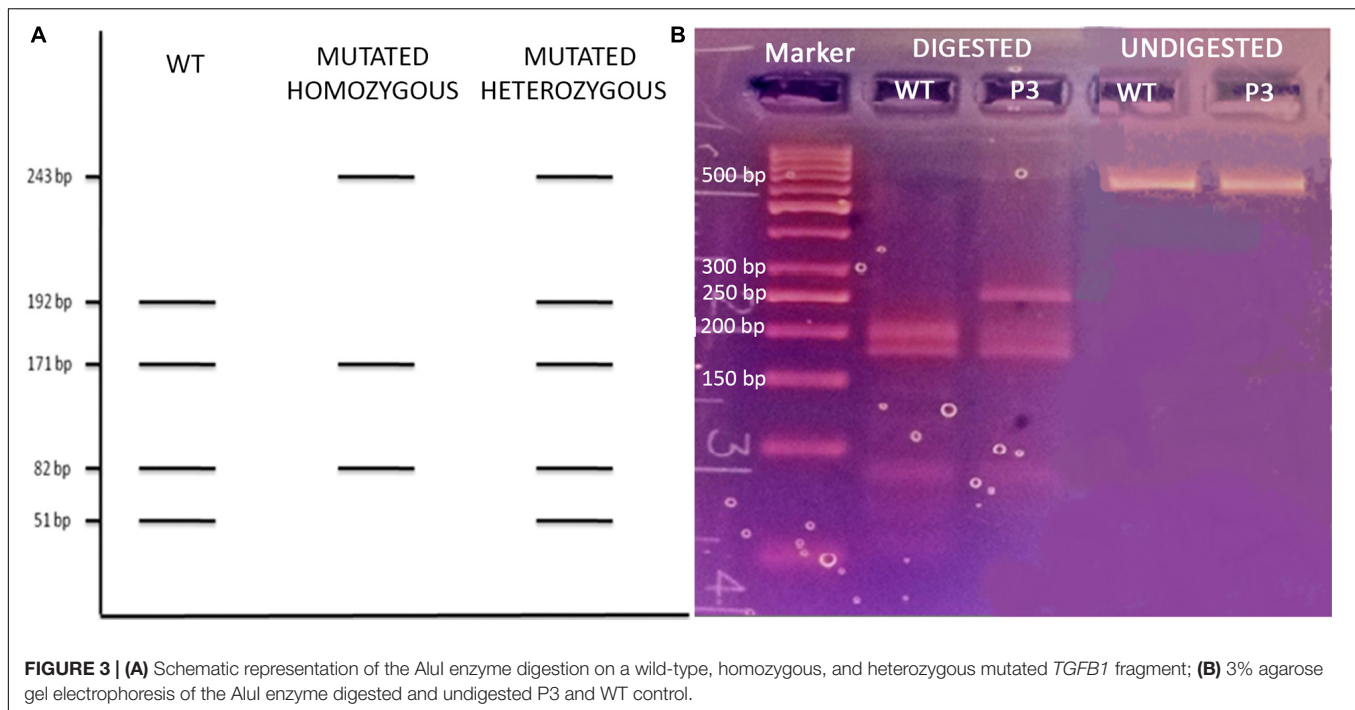 A
WT
MUTATED
HOMOZYGOUS
MUTATED
HETEROZYGOUS
243 bp
192 bp
171 bp
82 bp
51 bp
B
Marker
DIGESTED
UNDIGESTED
WT
P3
WT
P3
500 bp
300 bp
250 bp
200 bp
150 bp
2
3
4
FIGURE 3 | (A) Schematic representation of the AluI enzyme digestion on a wild-type, homozygous, and heterozygous mutated TGFB1 fragment; (B) 3% agarose
gel electrophoresis of the AluI enzyme digested and undigested P3 and WT control.